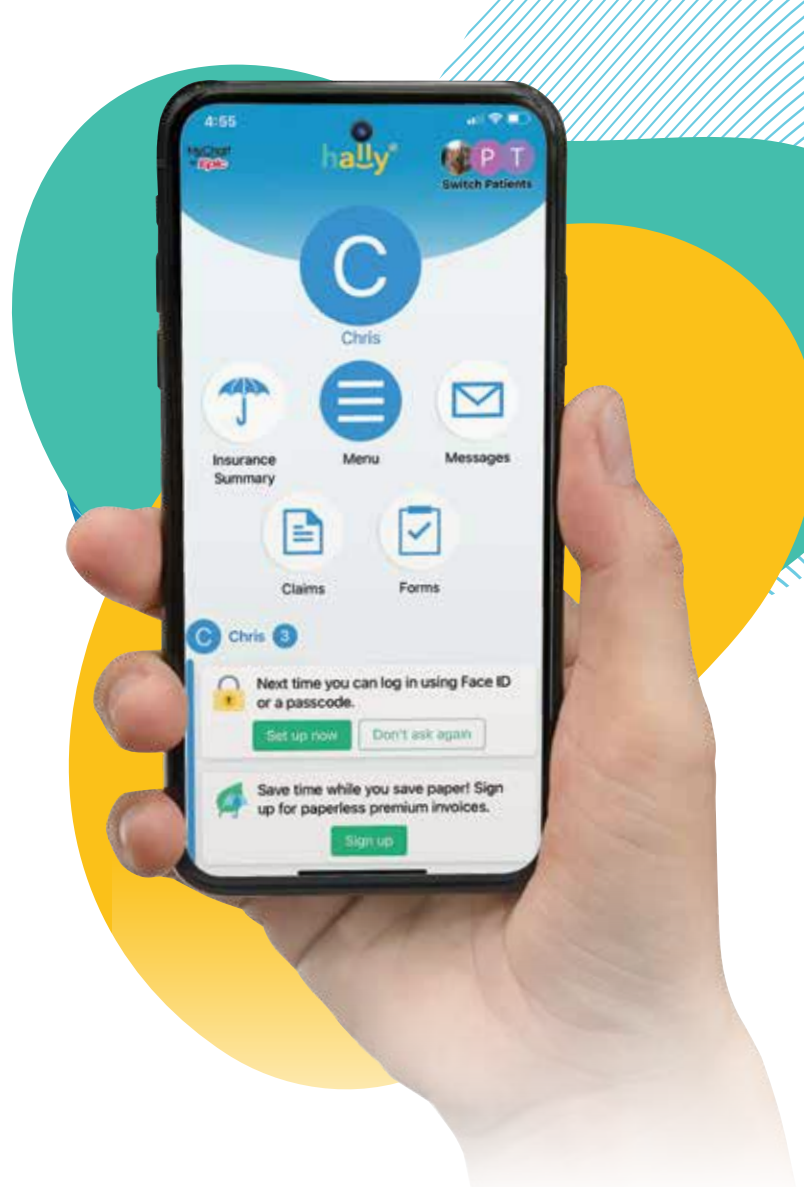 4:55
MyChart
by Epic
hally®
P T
Switch Patients
C
Chris
Insurance
Summary
Menu
Messages
Claims
Forms
C Chris 3
Next time you can log in using Face ID
or a passcode.
Set up now Don't ask again
Save time while you save paper! Sign
up for paperless premium invoices.
Sign up